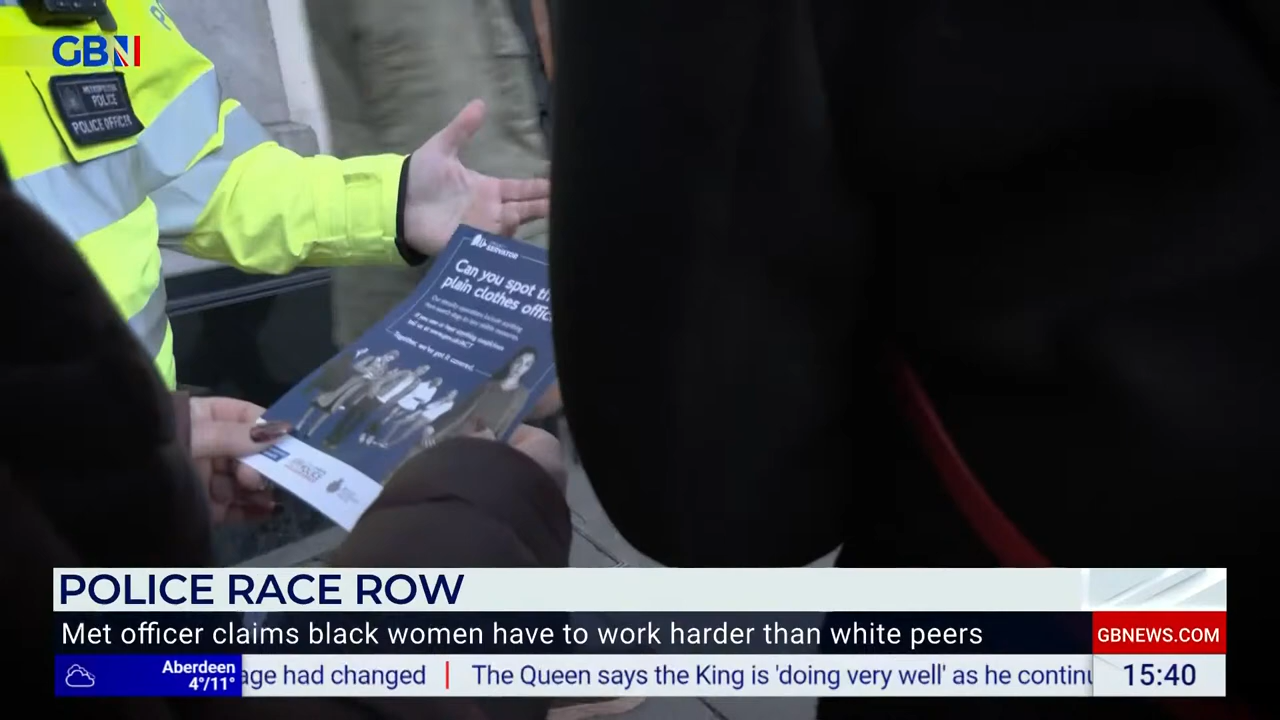 GBN
METROPOLITAN
POLICE
POLICE OFFICER
SERVATOR
Can you spot th
plain clothes offic
Together, we've got it covered.
POLICE RACE ROW
Met officer claims black women have to work harder than white peers
GBNEWS.COM
Aberdeen
4°/11°
age had changed | The Queen says the King is 'doing very well' as he continu
15:40